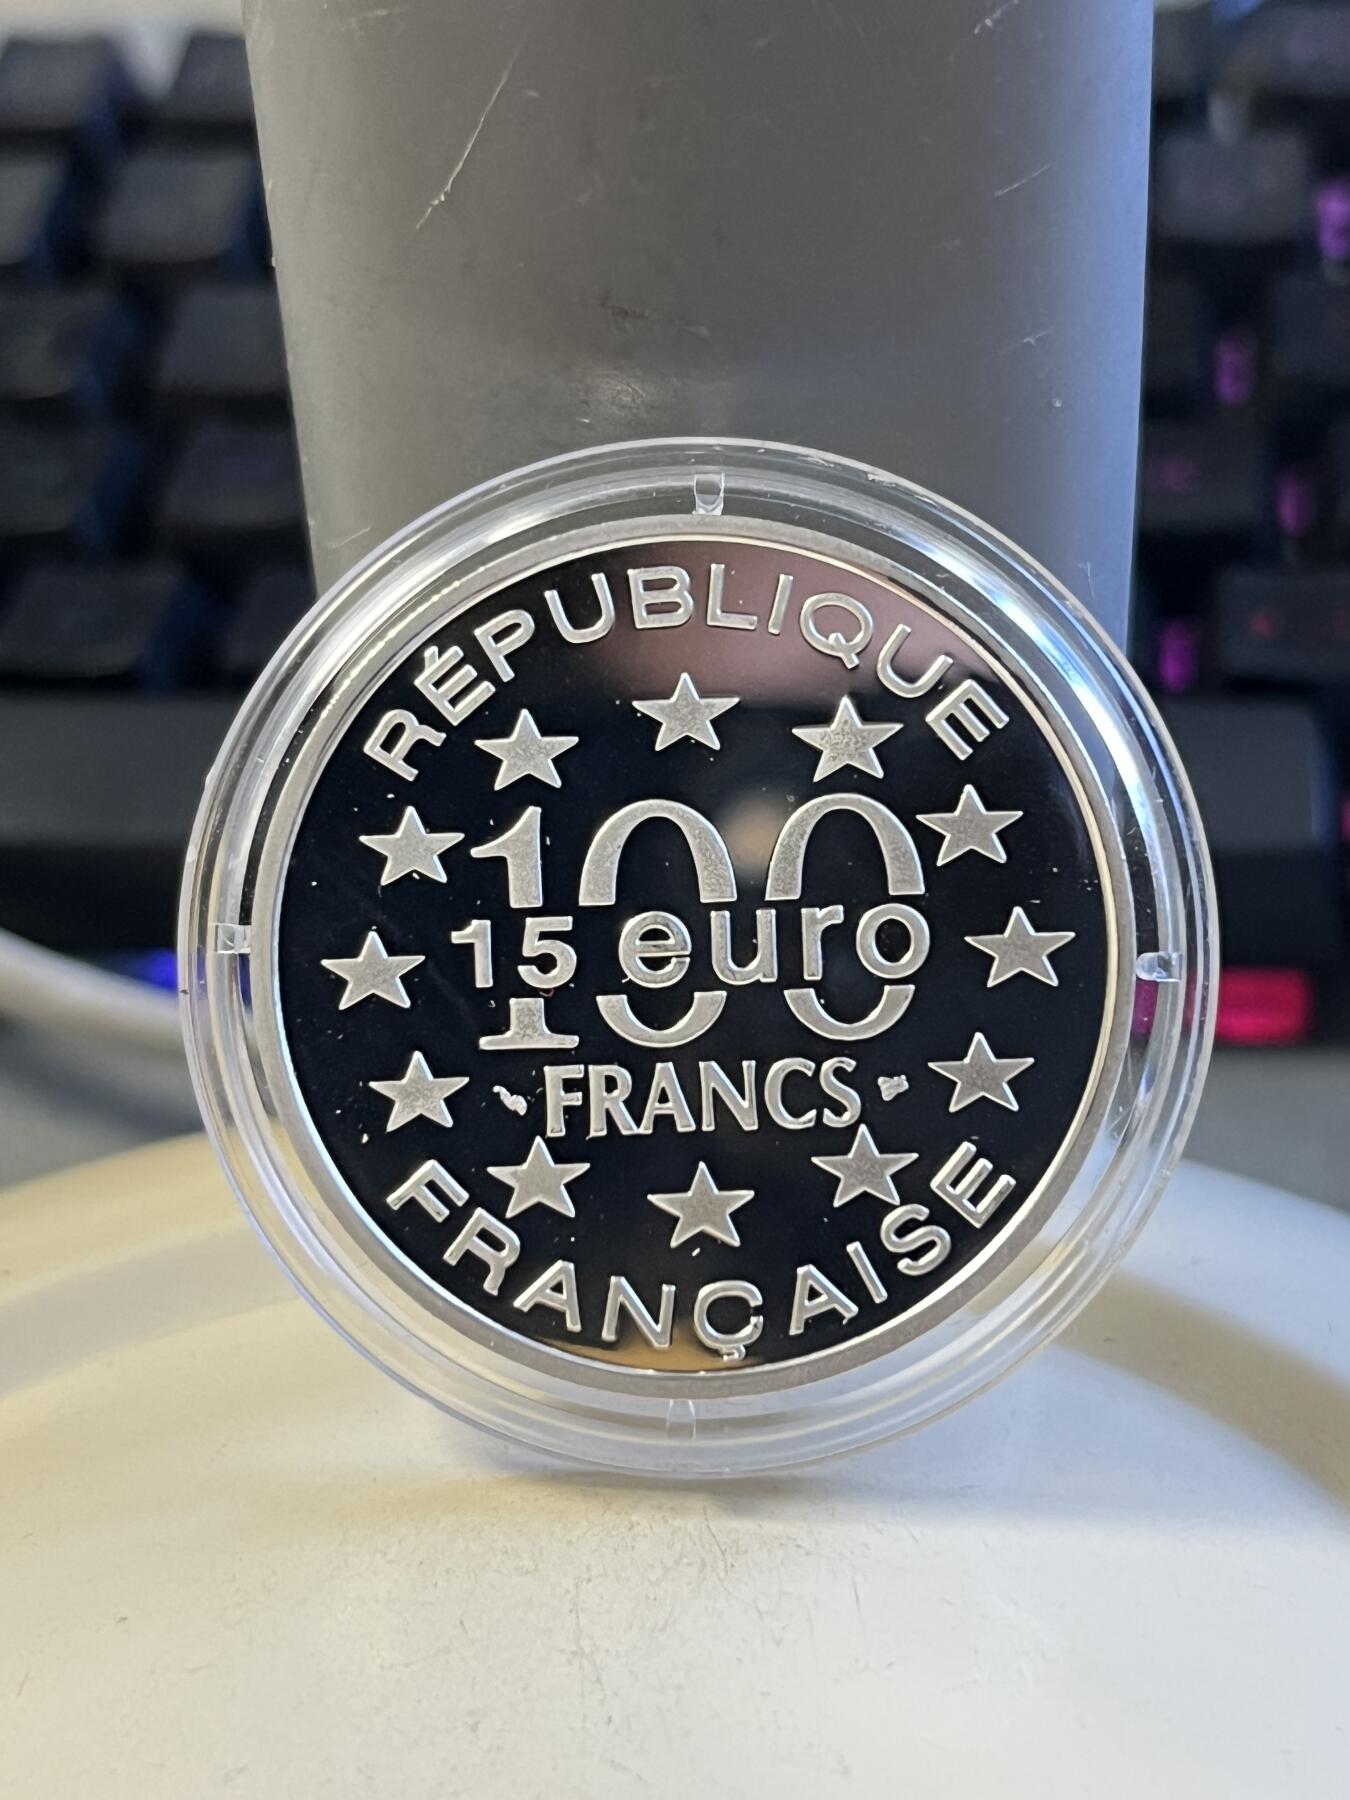 RÉPUBLIQUE
100
15 euro
FRANCS
FRANÇAISE